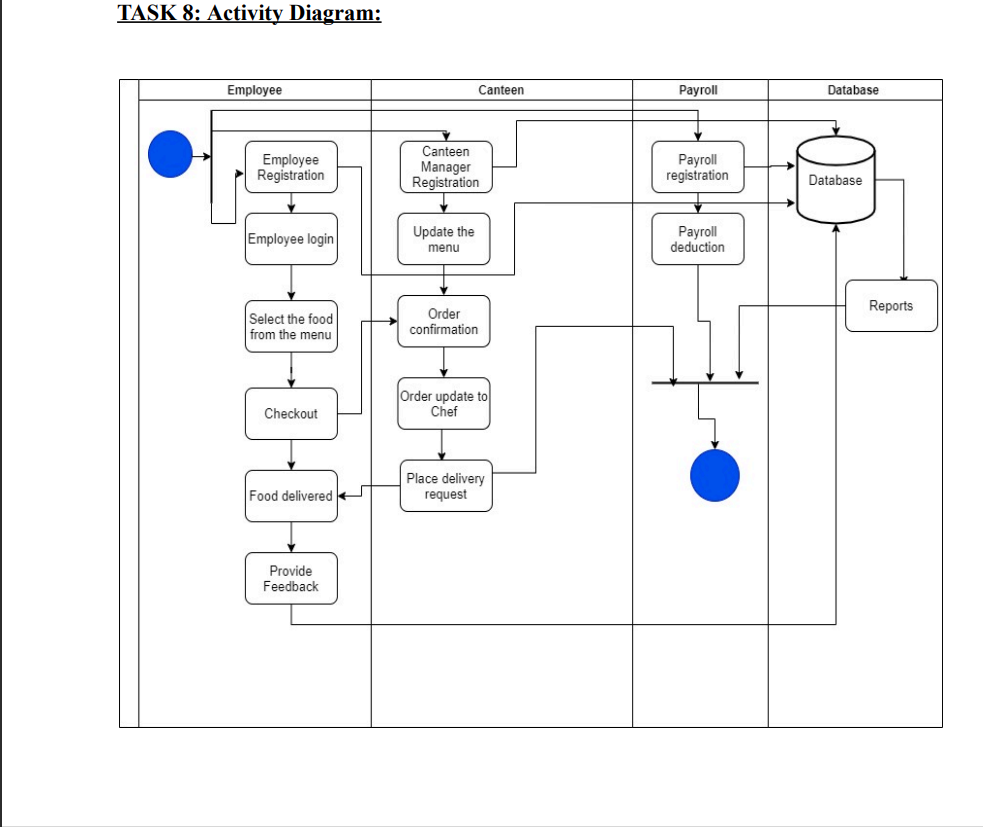 TASK 8: Activity Diagram:
Employee
Canteen
Payroll
Database
Employee
Registration
Employee login
Select the food
from the menu
Checkout
Food delivered
Provide
Feedback
Canteen
Manager
Registration
Update the
menu
Order
confirmation
Order update to
Chef
Place delivery
request
Payroll
registration
Payroll
deduction
Database
Reports